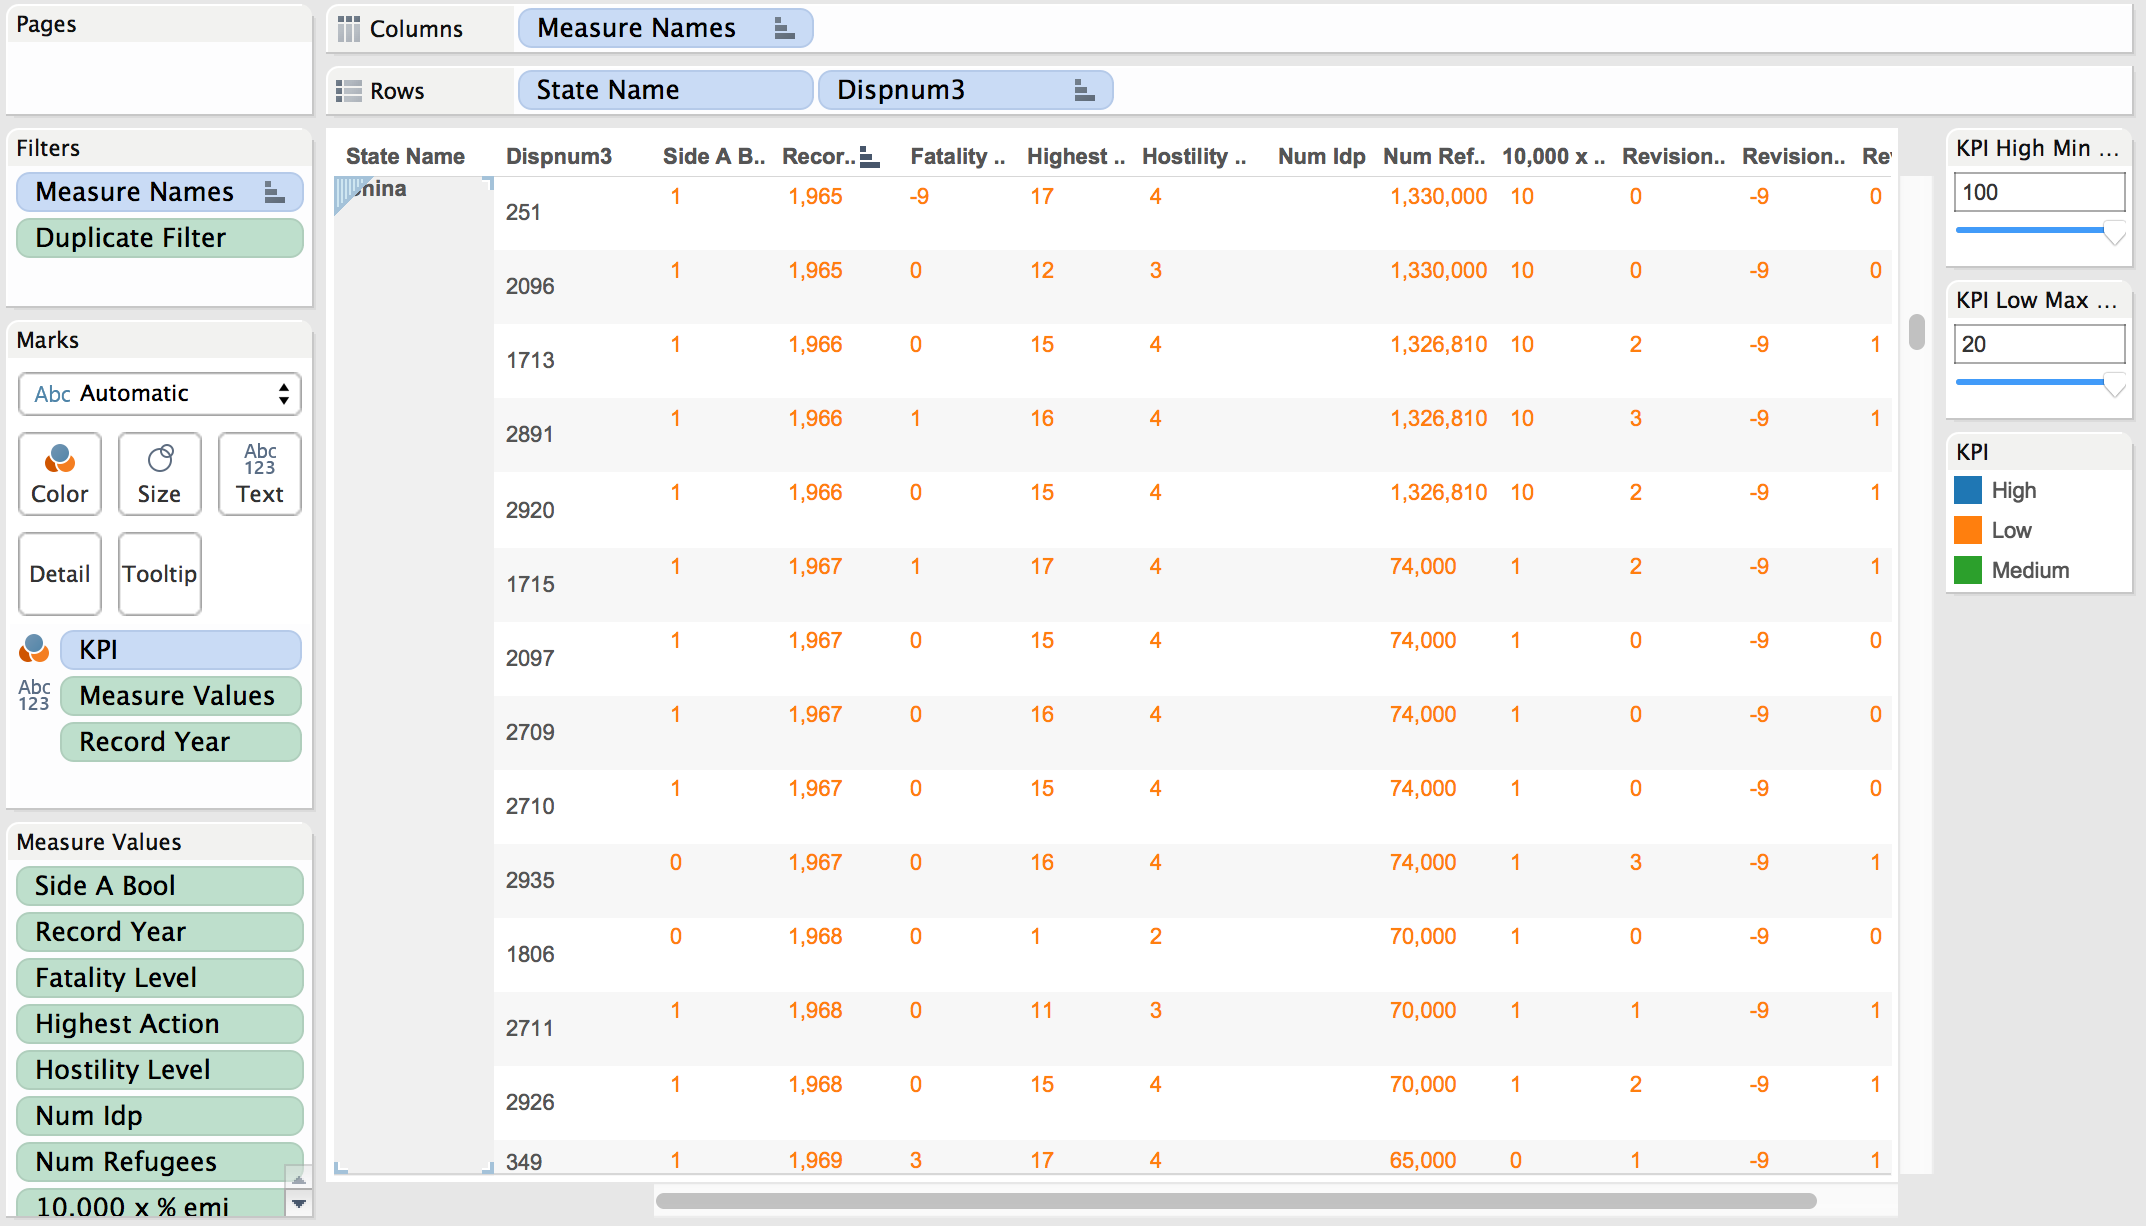 Pages
Columns Measure Names
Rows State Name Dispnum3
Filters
Measure Names
Duplicate Filter
Marks
Abc Automatic
Color
Size
Abc 123 Text
Detail
Tooltip
KPI
Abc 123 Measure Values
Record Year
Measure Values
Side A Bool
Record Year
Fatality Level
Highest Action
Hostility Level
Num Idp
Num Refugees
10,000 x % emi
State Name Dispnum3 Side A B.. Recor.. Fatality .. Highest .. Hostility .. Num Idp Num Ref.. 10,000 x .. Revision.. Revision.. Re
hina
251 1 1,965 -9 17 4 1,330,000 10 0 -9 0
2096 1 1,965 0 12 3 1,330,000 10 0 -9 0
1713 1 1,966 0 15 4 1,326,810 10 2 -9 1
2891 1 1,966 1 16 4 1,326,810 10 3 -9 1
2920 1 1,966 0 15 4 1,326,810 10 2 -9 1
1715 1 1,967 1 17 4 74,000 1 2 -9 1
2097 1 1,967 0 15 4 74,000 1 0 -9 0
2709 1 1,967 0 16 4 74,000 1 0 -9 0
2710 1 1,967 0 15 4 74,000 1 0 -9 0
2935 0 1,967 0 16 4 74,000 1 3 -9 1
1806 0 1,968 0 1 2 70,000 1 0 -9 0
2711 1 1,968 0 11 3 70,000 1 1 -9 1
2926 1 1,968 0 15 4 70,000 1 2 -9 1
349 1 1,969 3 17 4 65,000 0 1 -9 1
KPI High Min ...
100
KPI Low Max ...
20
KPI
High
Low
Medium